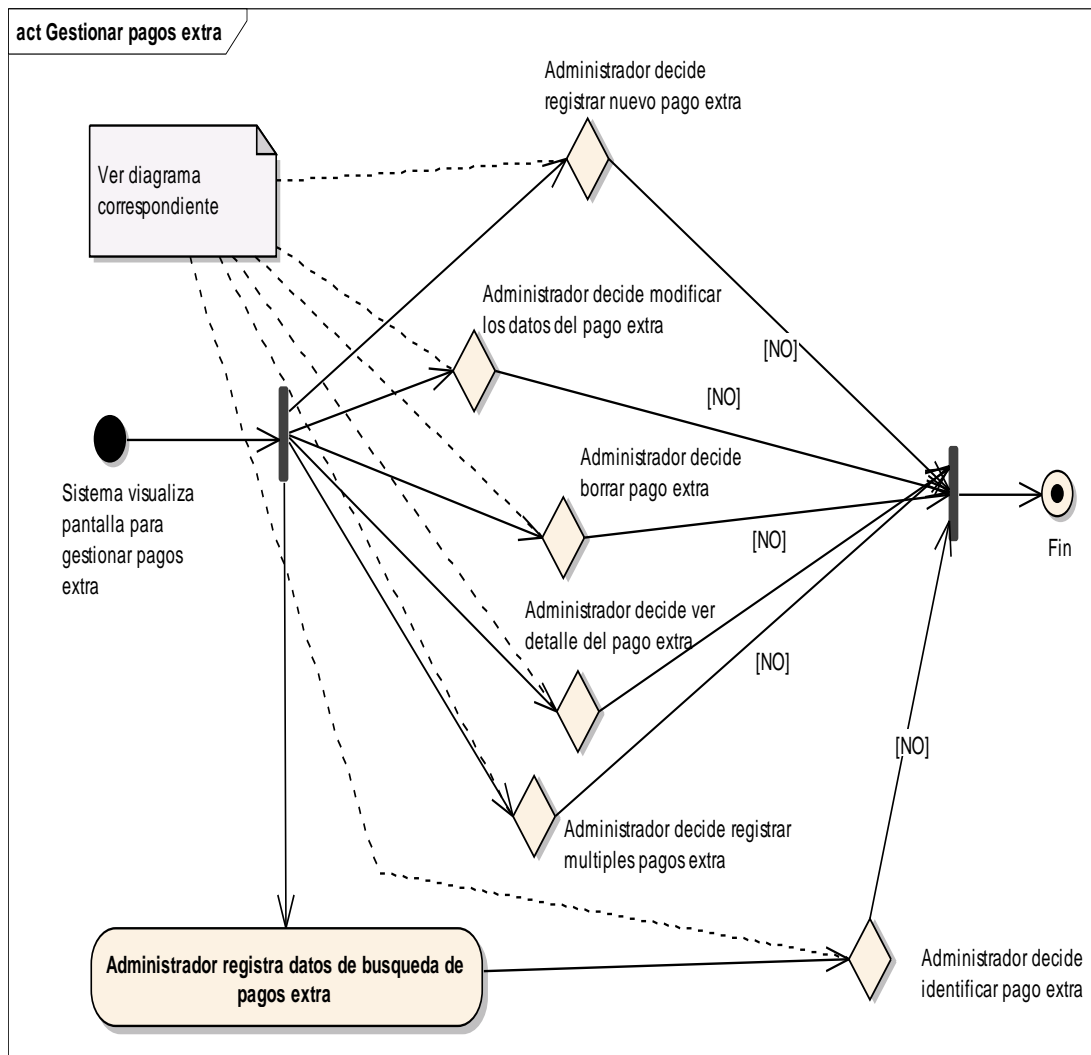 act Gestionar pagos extra
Administrador decide
registrar nuevo pago extra
Ver diagrama
correspondiente
Administrador decide modificar
los datos del pago extra
[NO]
[NO]
Administrador decide
borrar pago extra
Sistema visualiza
pantalla para
gestionar pagos
extra
[NO]
Fin
Administrador decide ver
detalle del pago extra
[NO]
[NO]
Administrador decide registrar
multiples pagos extra
Administrador registra datos de busqueda de
pagos extra
Administrador decide
identificar pago extra